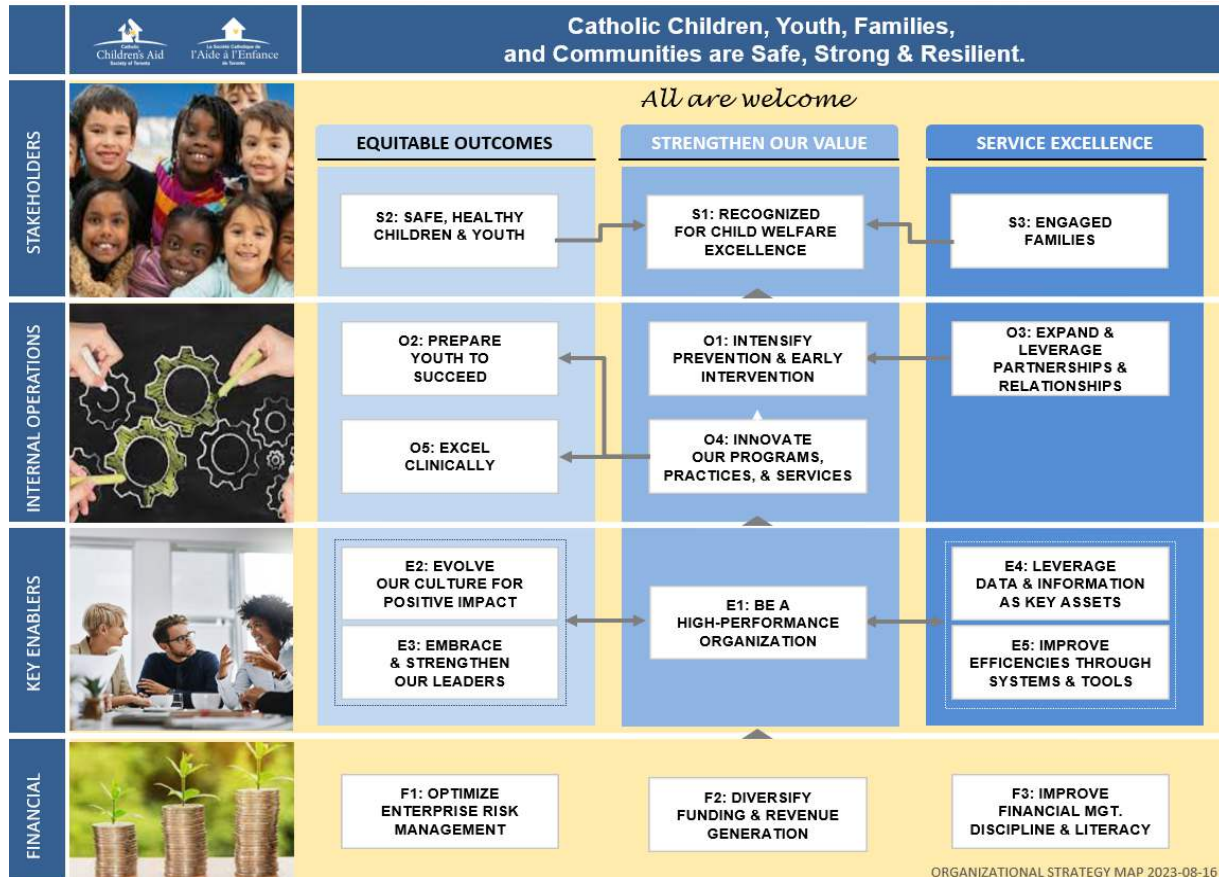 Catholic
Children's Aid
Society of Toronto
La Société Catholique de
l'Aide à l'Enfance
de Toronto
Catholic Children, Youth, Families,
and Communities are Safe, Strong & Resilient.
All are welcome
STAKEHOLDERS
EQUITABLE OUTCOMES
STRENGTHEN OUR VALUE
SERVICE EXCELLENCE
S2: SAFE, HEALTHY
CHILDREN & YOUTH
S1: RECOGNIZED
FOR CHILD WELFARE
EXCELLENCE
S3: ENGAGED
FAMILIES
INTERNAL OPERATIONS
O2: PREPARE
YOUTH TO
SUCCEED
O1: INTENSIFY
PREVENTION & EARLY
INTERVENTION
O3: EXPAND &
LEVERAGE
PARTNERSHIPS &
RELATIONSHIPS
O5: EXCEL
CLINICALLY
O4: INNOVATE
OUR PROGRAMS,
PRACTICES, & SERVICES
KEY ENABLERS
E2: EVOLVE
OUR CULTURE FOR
POSITIVE IMPACT
E3: EMBRACE
& STRENGTHEN
OUR LEADERS
E1: BE A
HIGH-PERFORMANCE
ORGANIZATION
E4: LEVERAGE
DATA & INFORMATION
AS KEY ASSETS
E5: IMPROVE
EFFICENCIES THROUGH
SYSTEMS & TOOLS
FINANCIAL
F1: OPTIMIZE
ENTERPRISE RISK
MANAGEMENT
F2: DIVERSIFY
FUNDING & REVENUE
GENERATION
F3: IMPROVE
FINANCIAL MGT.
DISCIPLINE & LITERACY
ORGANIZATIONAL STRATEGY MAP 2023-08-16